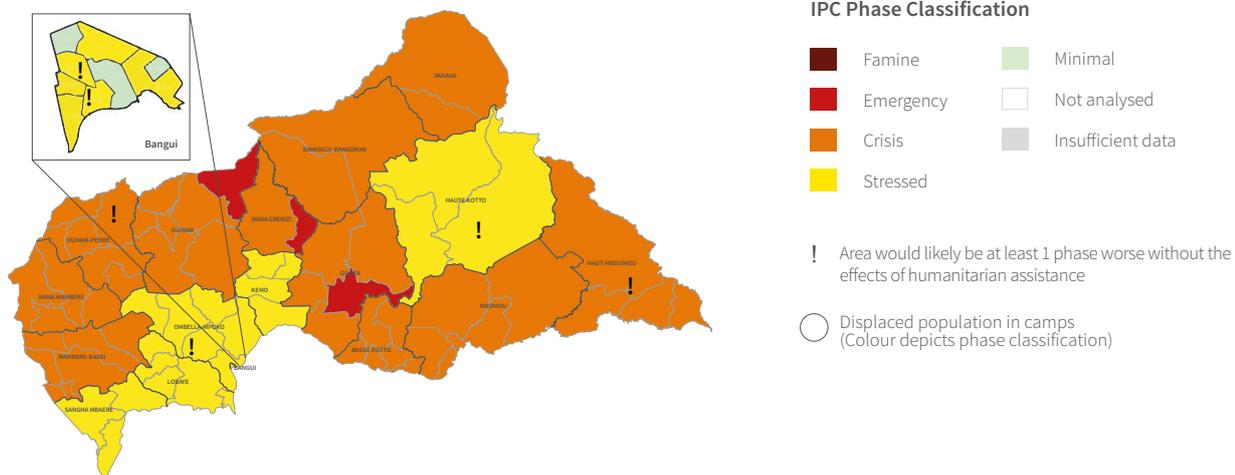 IPC Phase Classification
Famine
Minimal
Emergency
Not analysed
Crisis
Insufficient data
Stressed
! Area would likely be at least 1 phase worse without the
effects of humanitarian assistance
Displaced population in camps
(Colour depicts phase classification)
!
!
Bangui
VAKAGA
BAMINGUI-BANGORAN
HAUTE KOTTO
!
!
NANA GREBIZI
OUHAM
OUHAM-PENDE
HAUT-MBOUMOU
!
OUAKA
KEMO
NANA MAMBERE
MBOMOU
OMBELLA-MPOKO
!
BASSE KOTTO
MAMBERE-KADEI
BANGUI
LOBAYE
SANGHA MBAERE